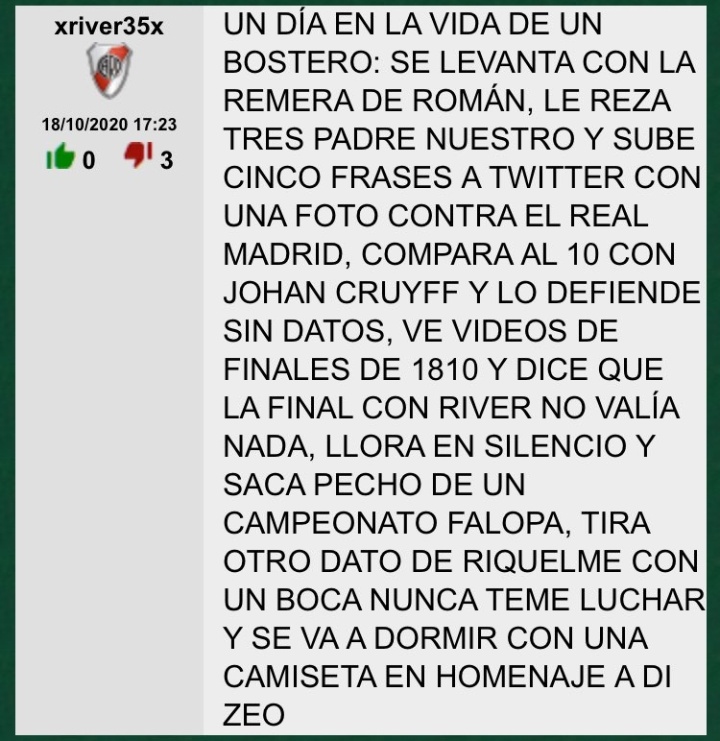 xriver35x
18/10/2020 17:23
0
3
UN DÍA EN LA VIDA DE UN
BOSTERO: SE LEVANTA CON LA
REMERA DE ROMÁN, LE REZA
TRES PADRE NUESTRO Y SUBE
CINCO FRASES A TWITTER CON
UNA FOTO CONTRA EL REAL
MADRID, COMPARA AL 10 CON
JOHAN CRUYFF Y LO DEFIENDE
SIN DATOS, VE VIDEOS DE
FINALES DE 1810 Y DICE QUE
LA FINAL CON RIVER NO VALÍA
NADA, LLORA EN SILENCIO Y
SACA PECHO DE UN
CAMPEONATO FALOPA, TIRA
OTRO DATO DE RIQUELME CON
UN BOCA NUNCA TEME LUCHAR
Y SE VA A DORMIR CON UNA
CAMISETA EN HOMENAJE A DI
ZEO